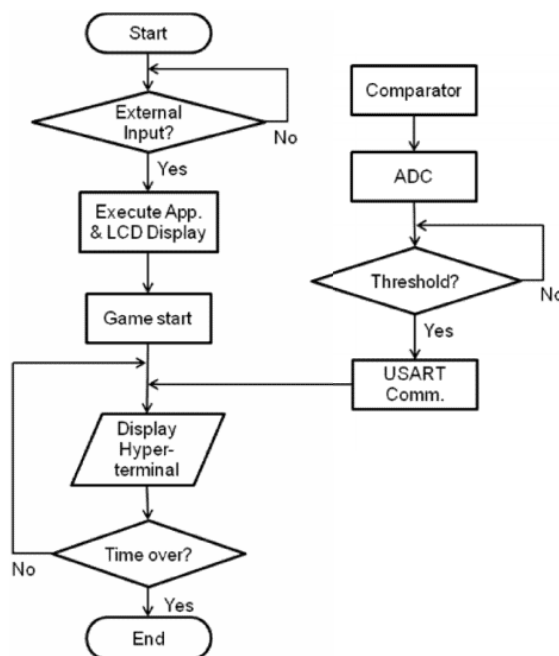 Start
External
Input?
No
Yes
Execute App.
& LCD Display
Game start
Display
Hyper-
terminal
Time over?
No
Yes
End
Comparator
ADC
Threshold?
No
Yes
USART
Comm.